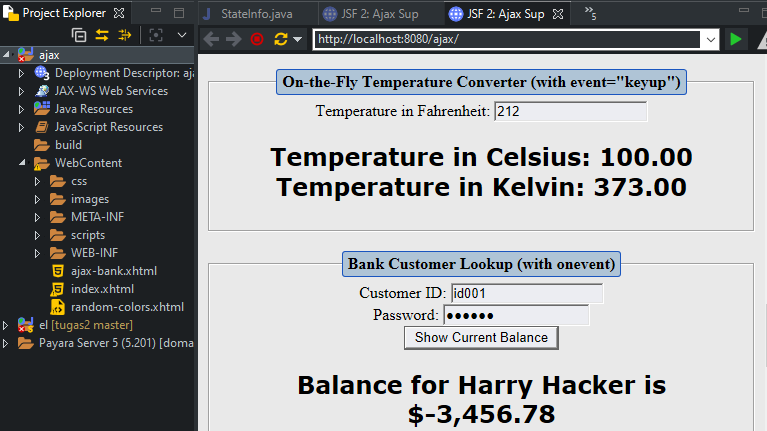 Project Explorer
ajax
Deployment Descriptor: aj
JAX-WS Web Services
Java Resources
JavaScript Resources
build
WebContent
css
images
META-INF
scripts
WEB-INF
ajax-bank.xhtml
index.xhtml
random-colors.xhtml
el [tugas2 master]
Payara Server 5 (5.201) [doma
StateInfo.java
JSF 2: Ajax Sup
JSF 2: Ajax Sup
»5
http://localhost:8080/ajax/
On-the-Fly Temperature Converter (with event="keyup")
Temperature in Fahrenheit: 212
Temperature in Celsius: 100.00
Temperature in Kelvin: 373.00
Bank Customer Lookup (with onevent)
Customer ID: id001
Password: ●●●●●●
Show Current Balance
Balance for Harry Hacker is
$-3,456.78